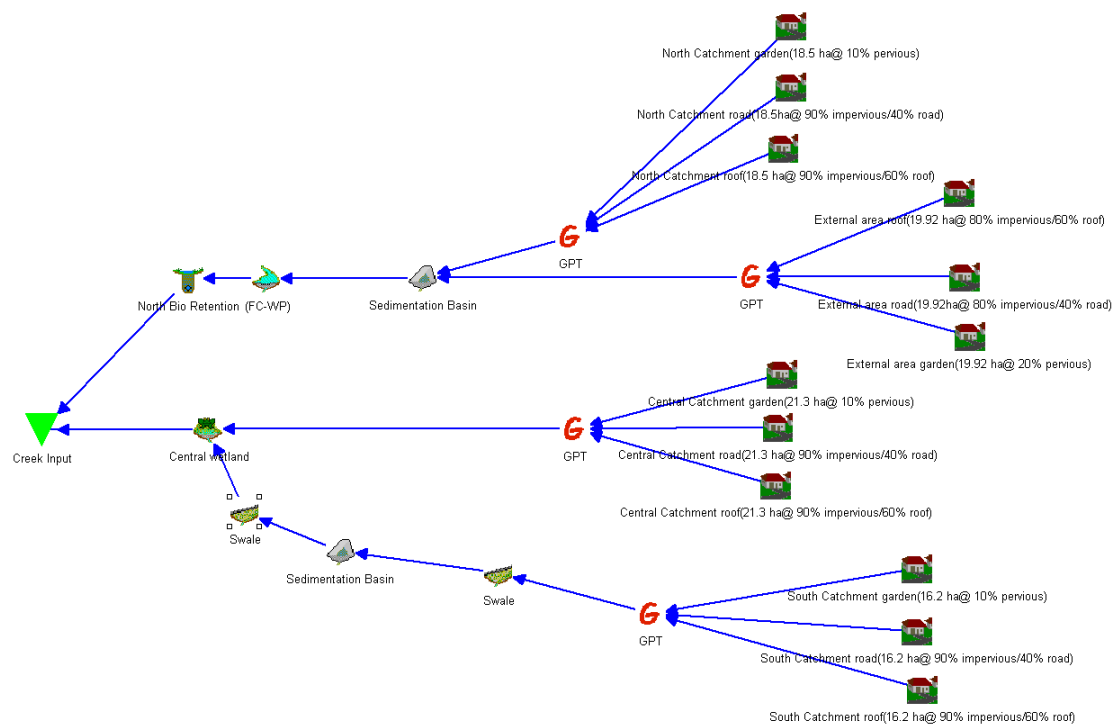 North Catchment garden(18.5 ha@ 10% pervious)
North Catchment road(18.5ha@ 90% impervious/40% road)
North Catchment roof(18.5 ha@ 90% impervious/60% roof)
External area roof(19.92 ha@ 80% impervious/60% roof)
G
GPT
G
GPT
North Bio Retention (FC-WP)
Sedimentation Basin
External area road(19.92ha@ 80% impervious/40% road)
External area garden(19.92 ha@ 20% pervious)
Central Catchment garden(21.3 ha@ 10% pervious)
G
GPT
Creek Input
Central wetland
Central Catchment road(21.3 ha@ 90% impervious/40% road)
Central Catchment roof(21.3 ha@ 90% impervious/60% roof)
Swale
Sedimentation Basin
Swale
G
GPT
South Catchment garden(16.2 ha@ 10% pervious)
South Catchment road(16.2 ha@ 90% impervious/40% road)
South Catchment roof(16.2 ha@ 90% impervious/60% roof)